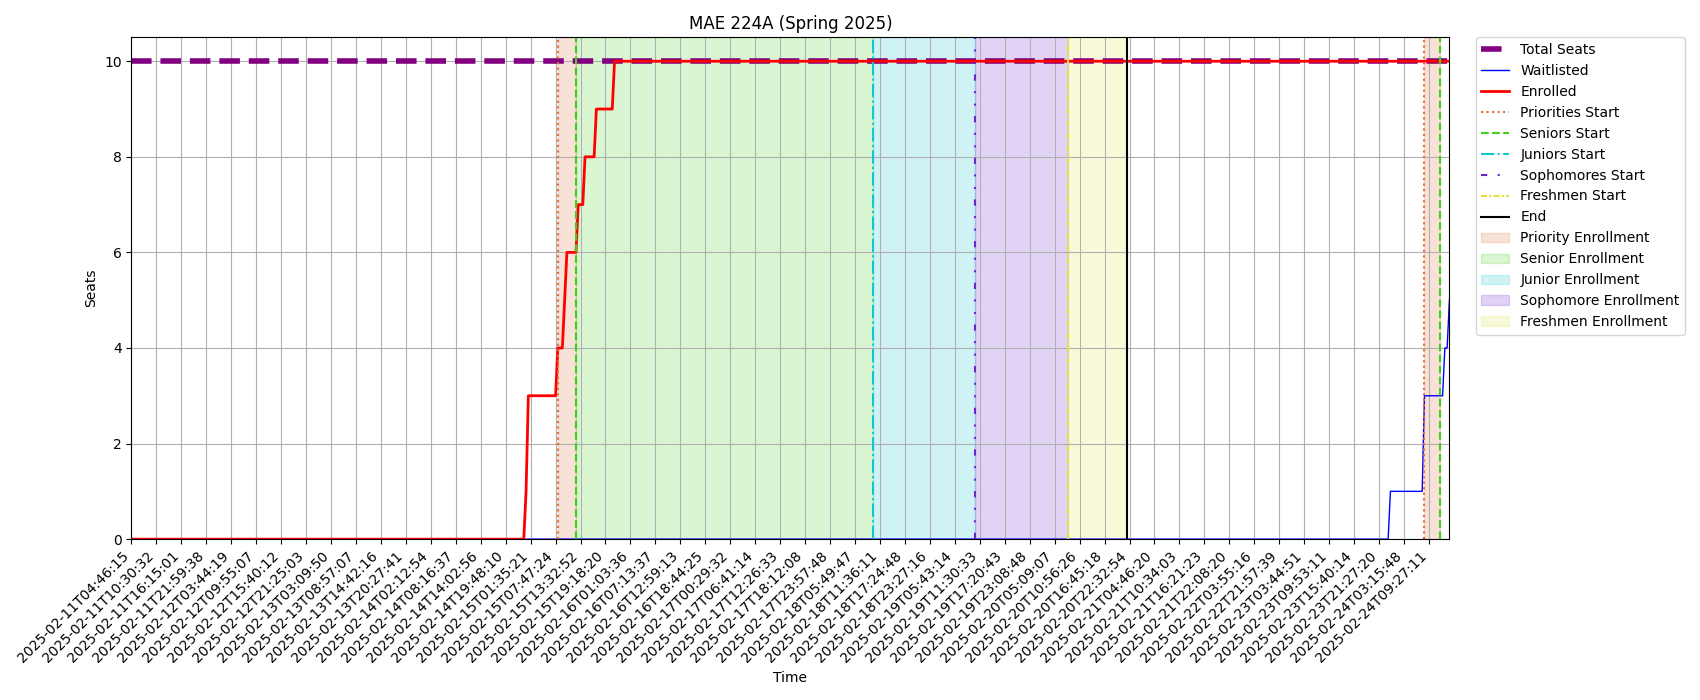 MAE 224A (Spring 2025)
Seats
10
8
6
4
2
0
2025-02-11T04:46:15
2025-02-11T10:30:32
2025-02-11T16:15:01
2025-02-11T21:59:38
2025-02-12T03:44:19
2025-02-12T09:55:07
2025-02-12T15:40:12
2025-02-12T21:25:03
2025-02-13T03:09:50
2025-02-13T08:57:07
2025-02-13T14:42:16
2025-02-13T20:27:41
2025-02-14T02:12:54
2025-02-14T08:16:37
2025-02-14T14:02:56
2025-02-14T19:48:10
2025-02-15T01:35:21
2025-02-15T07:47:24
2025-02-15T13:32:52
2025-02-15T19:18:20
2025-02-16T01:03:36
2025-02-16T07:13:37
2025-02-16T12:59:13
2025-02-16T18:44:25
2025-02-17T00:29:32
2025-02-17T06:41:14
2025-02-17T12:26:33
2025-02-17T18:12:08
2025-02-17T23:57:48
2025-02-18T05:49:47
2025-02-18T11:36:11
2025-02-18T17:24:48
2025-02-18T23:27:16
2025-02-19T05:43:14
2025-02-19T11:30:33
2025-02-19T17:20:43
2025-02-19T23:08:48
2025-02-20T05:09:07
2025-02-20T10:56:26
2025-02-20T16:45:18
2025-02-20T22:32:54
2025-02-21T04:46:20
2025-02-21T10:34:03
2025-02-21T16:21:23
2025-02-21T22:08:20
2025-02-22T03:55:16
2025-02-22T21:57:39
2025-02-23T03:44:51
2025-02-23T09:53:11
2025-02-23T15:40:14
2025-02-23T21:27:20
2025-02-24T03:15:48
2025-02-24T09:27:11
Time
Total Seats
Waitlisted
Enrolled
Priorities Start
Seniors Start
Juniors Start
Sophomores Start
Freshmen Start
End
Priority Enrollment
Senior Enrollment
Junior Enrollment
Sophomore Enrollment
Freshmen Enrollment